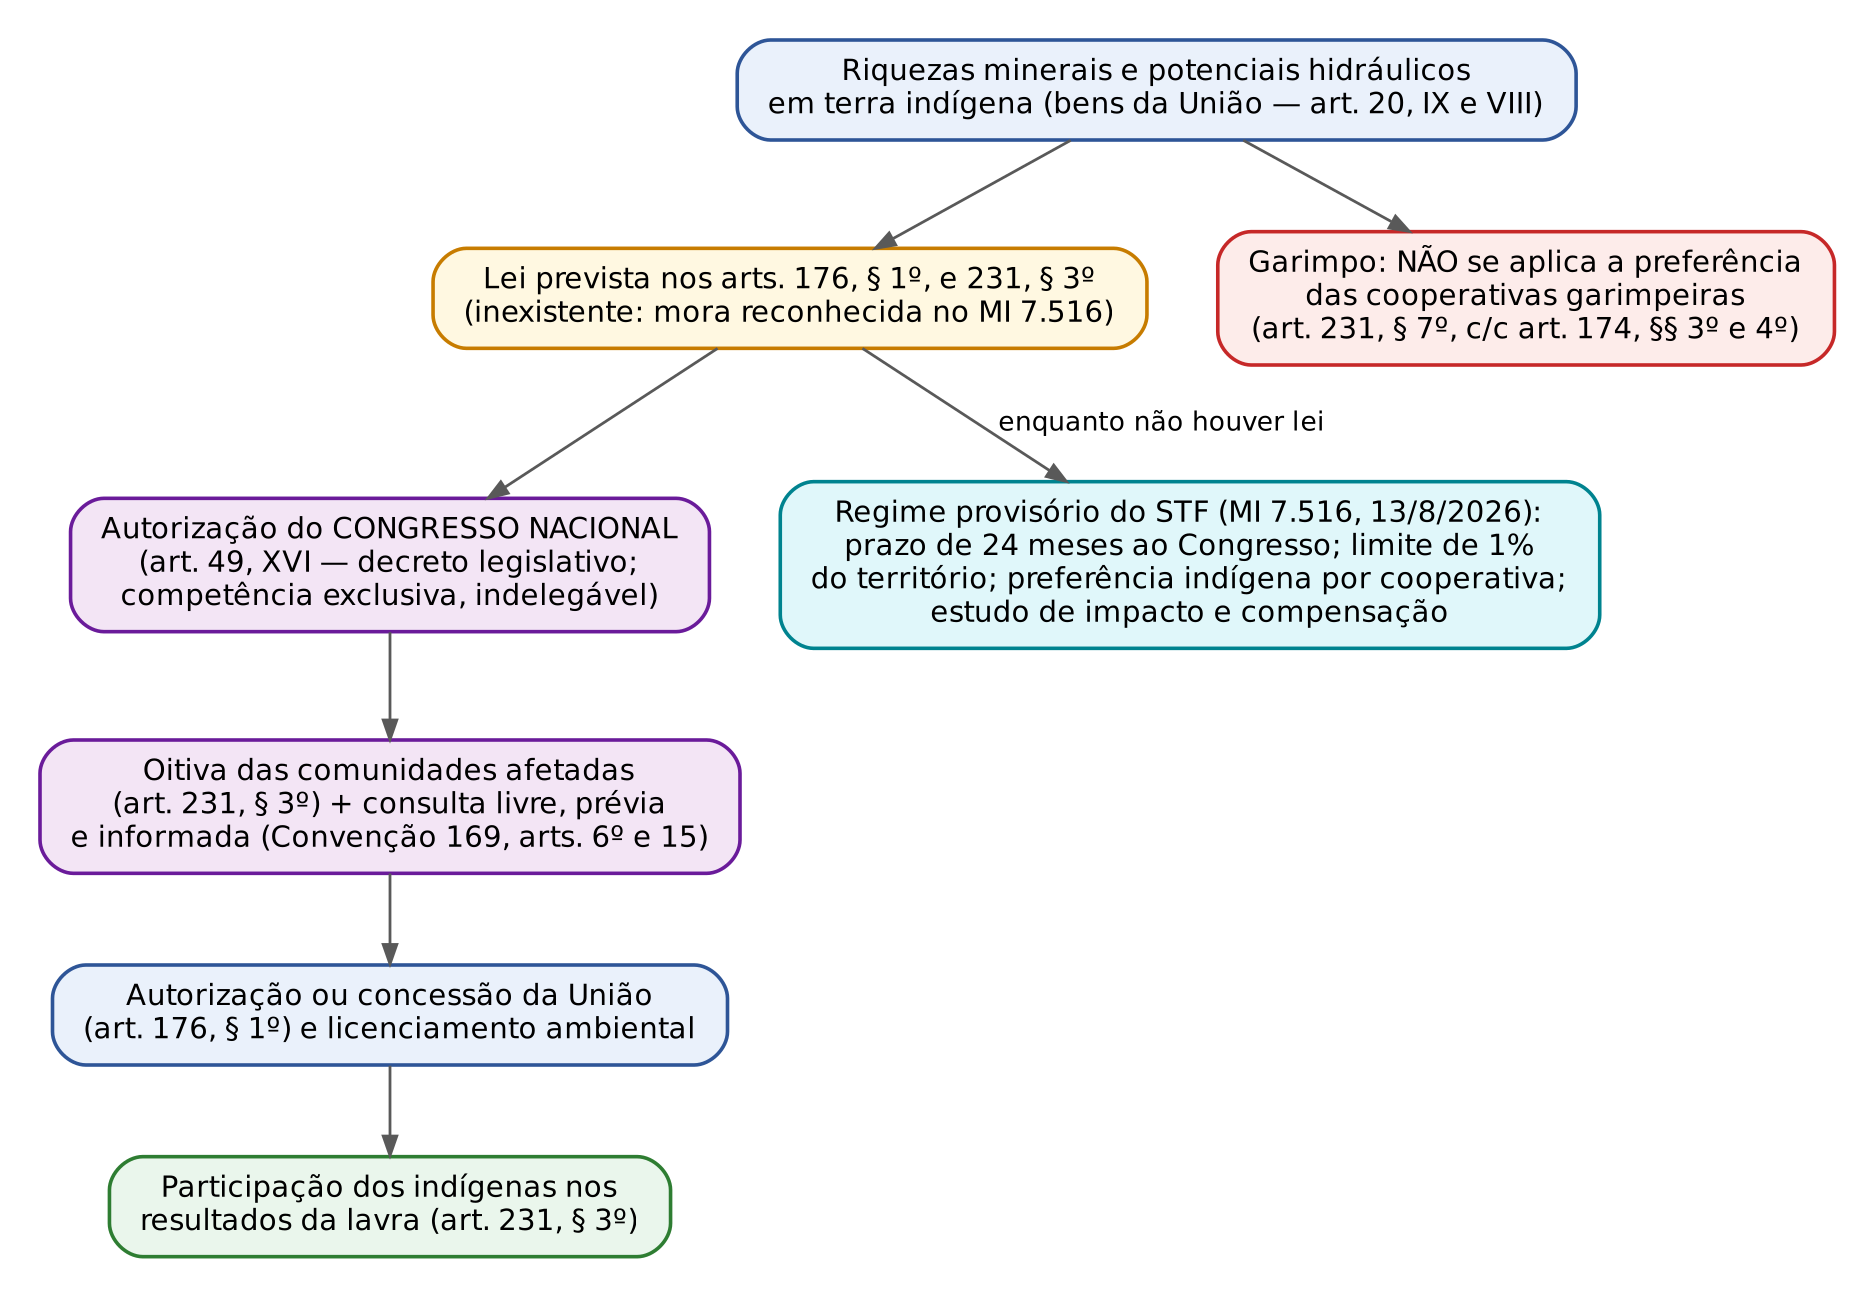 Riquezas minerais e potenciais hidráulicos
em terra indígena (bens da União — art. 20, IX e VIII)
Lei prevista nos arts. 176, § 1º, e 231, § 3º
(inexistente: mora reconhecida no MI 7.516)
Garimpo: NÃO se aplica a preferência
das cooperativas garimpeiras
(art. 231, § 7º, c/c art. 174, §§ 3º e 4º)
enquanto não houver lei
Autorização do CONGRESSO NACIONAL
(art. 49, XVI — decreto legislativo;
competência exclusiva, indelegável)
Regime provisório do STF (MI 7.516, 13/8/2026):
prazo de 24 meses ao Congresso; limite de 1%
do território; preferência indígena por cooperativa;
estudo de impacto e compensação
Oitiva das comunidades afetadas
(art. 231, § 3º) + consulta livre, prévia
e informada (Convenção 169, arts. 6º e 15)
Autorização ou concessão da União
(art. 176, § 1º) e licenciamento ambiental
Participação dos indígenas nos
resultados da lavra (art. 231, § 3º)